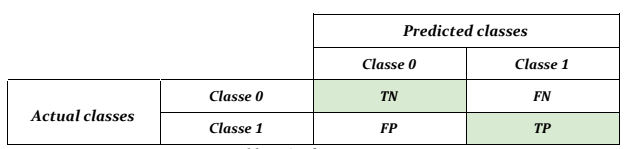 Predicted classes
Classe 0 Classe 1
Actual classes
Classe 0 TN FN
Classe 1 FP TP